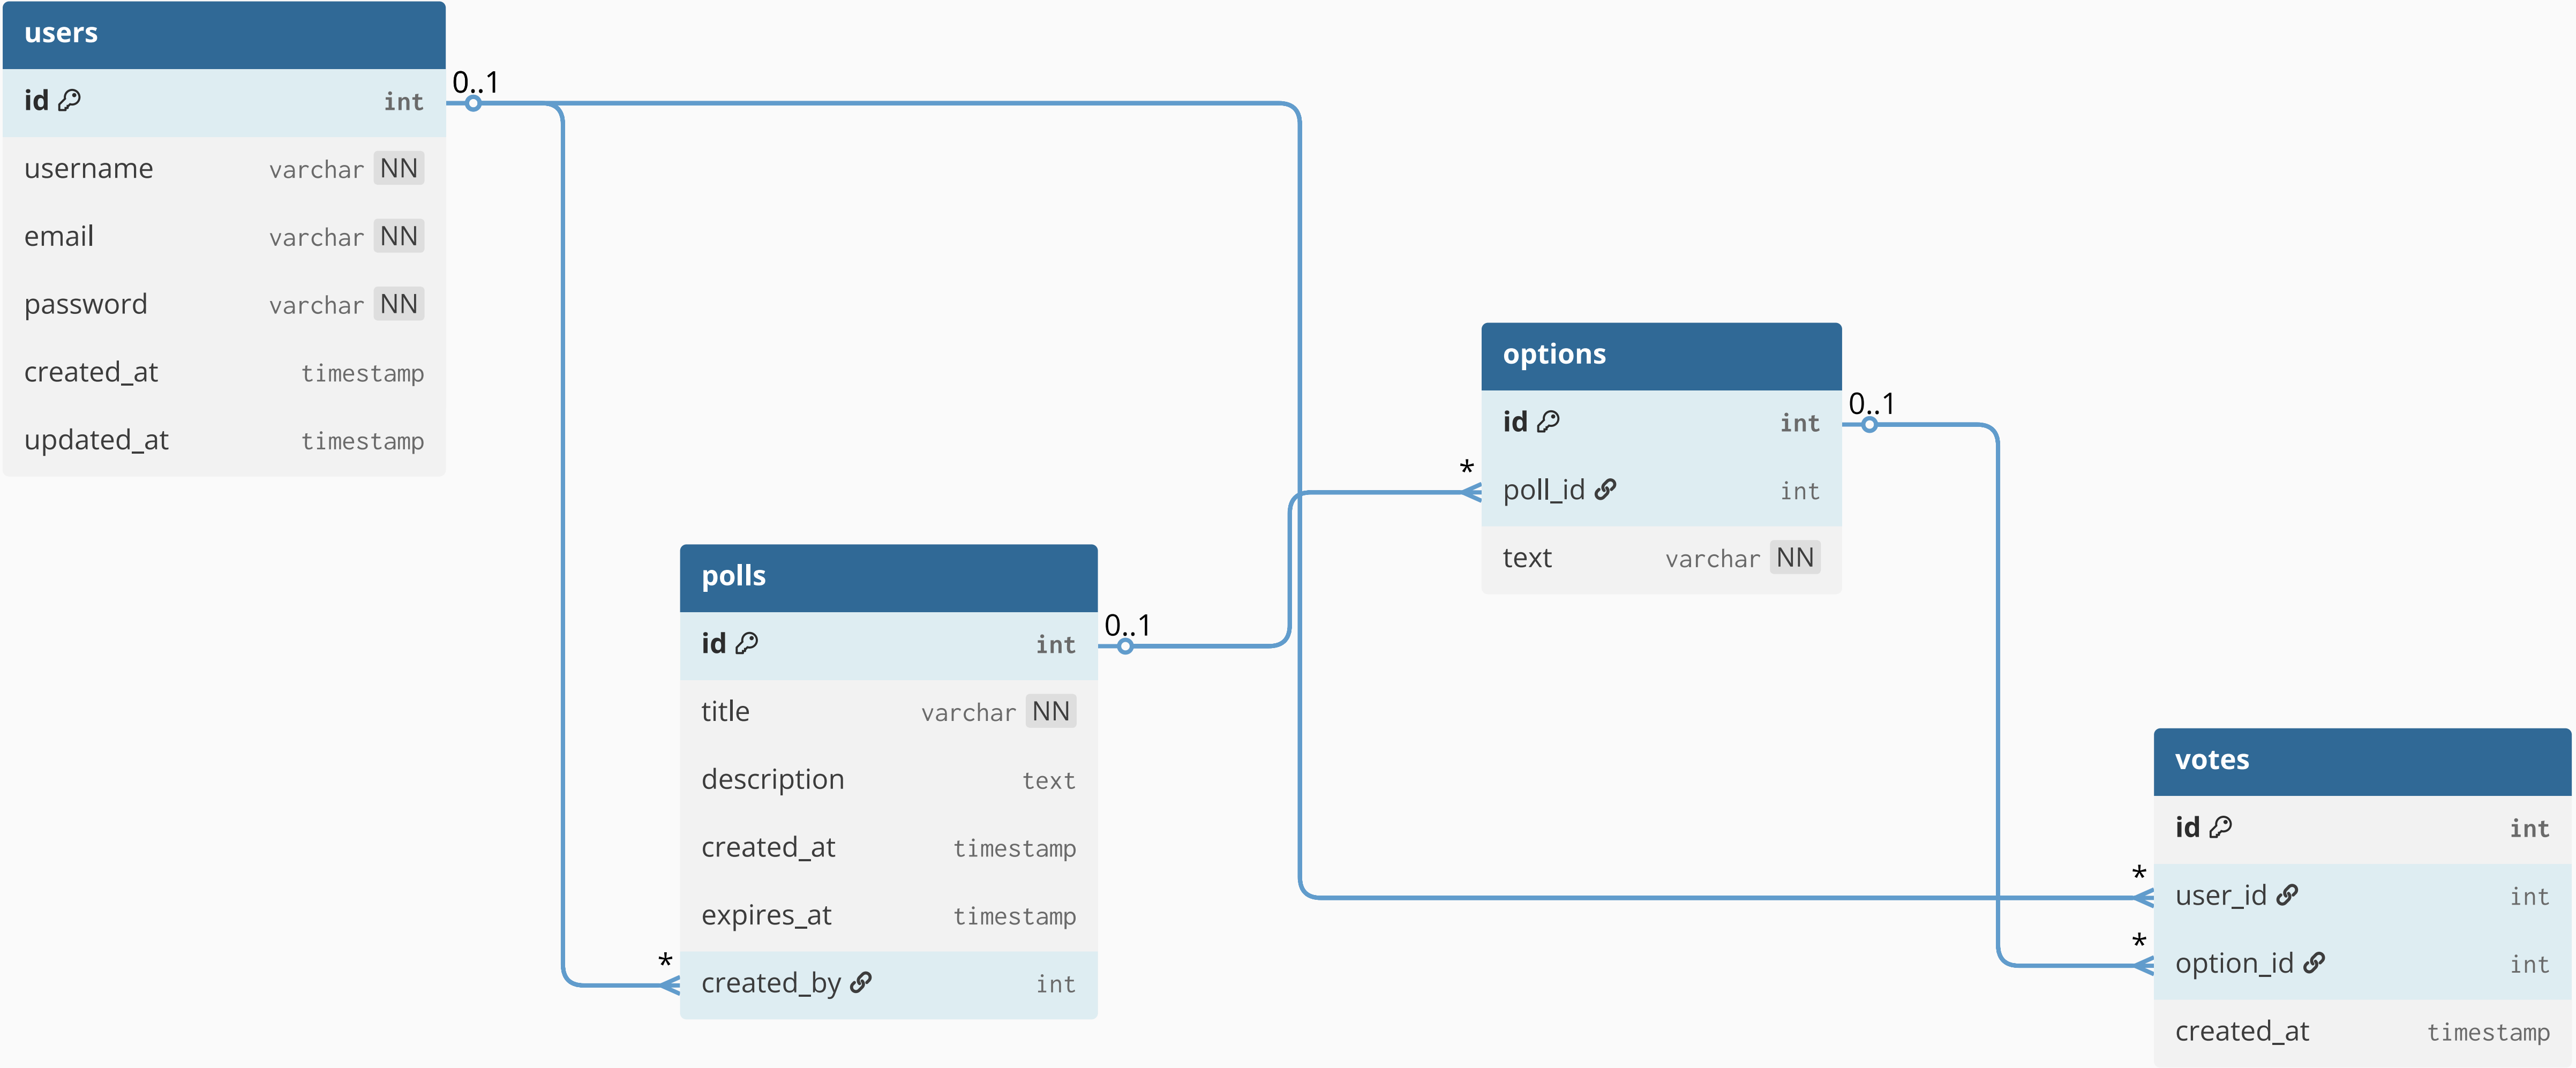 users
id int
username varchar NN
email varchar NN
password varchar NN
created_at timestamp
updated_at timestamp
0..1
polls
id int
title varchar NN
description text
created_at timestamp
expires_at timestamp
created_by int
0..1
*
options
id int
poll_id int
text varchar NN
0..1
*
votes
id int
user_id int
option_id int
created_at timestamp
*
*